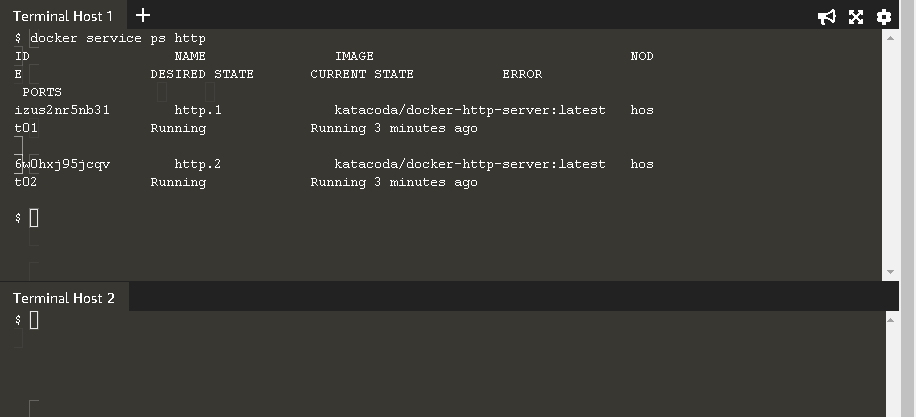 Terminal Host 1 +
$ docker service ps http
ID NAME IMAGE NOD
E DESIRED STATE CURRENT STATE ERROR
PORTS
izus2nr5nb31 http.1 katacoda/docker-http-server:latest hos
t01 Running Running 3 minutes ago
6w0hxj95jcqv http.2 katacoda/docker-http-server:latest hos
t02 Running Running 3 minutes ago
$
Terminal Host 2
$